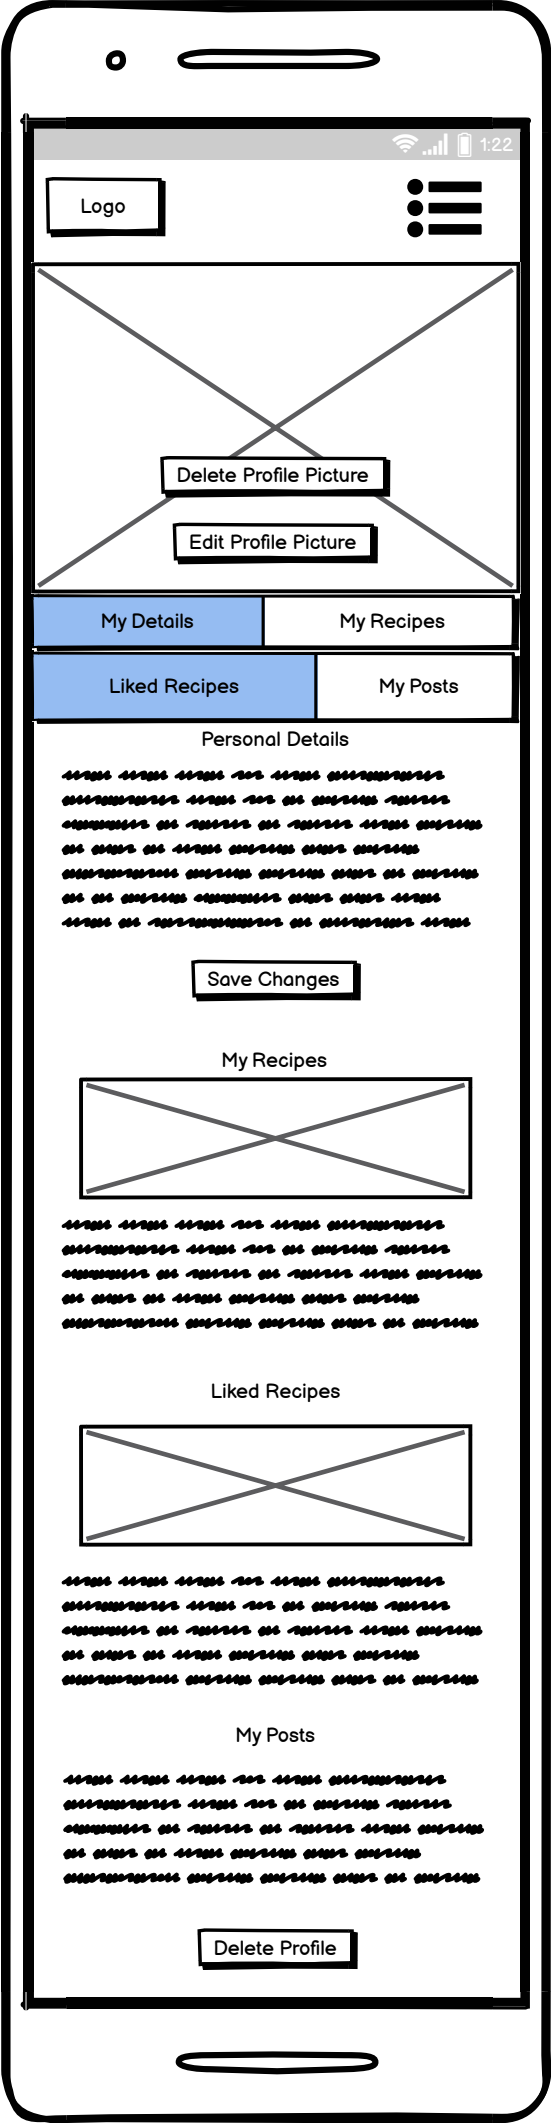 1:22
Logo
Delete Profile Picture
Edit Profile Picture
My Details My Recipes
Liked Recipes My Posts
Personal Details
Save Changes
My Recipes
Liked Recipes
My Posts
Delete Profile